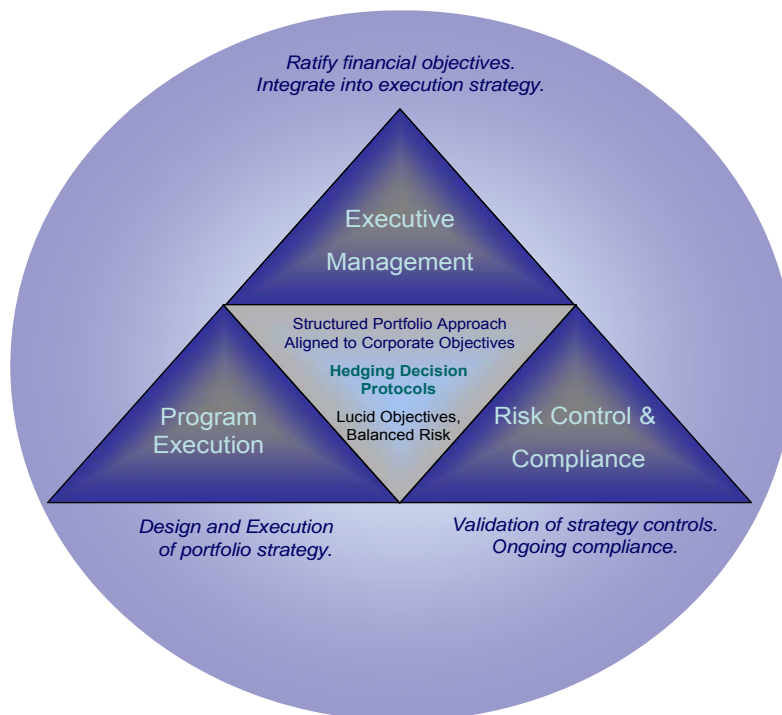 Ratify financial objectives.
Integrate into execution strategy.
Executive
Management
Structured Portfolio Approach
Aligned to Corporate Objectives
Hedging Decision
Protocols
Lucid Objectives,
Balanced Risk
Program
Execution
Risk Control &
Compliance
Design and Execution
of portfolio strategy.
Validation of strategy controls.
Ongoing compliance.